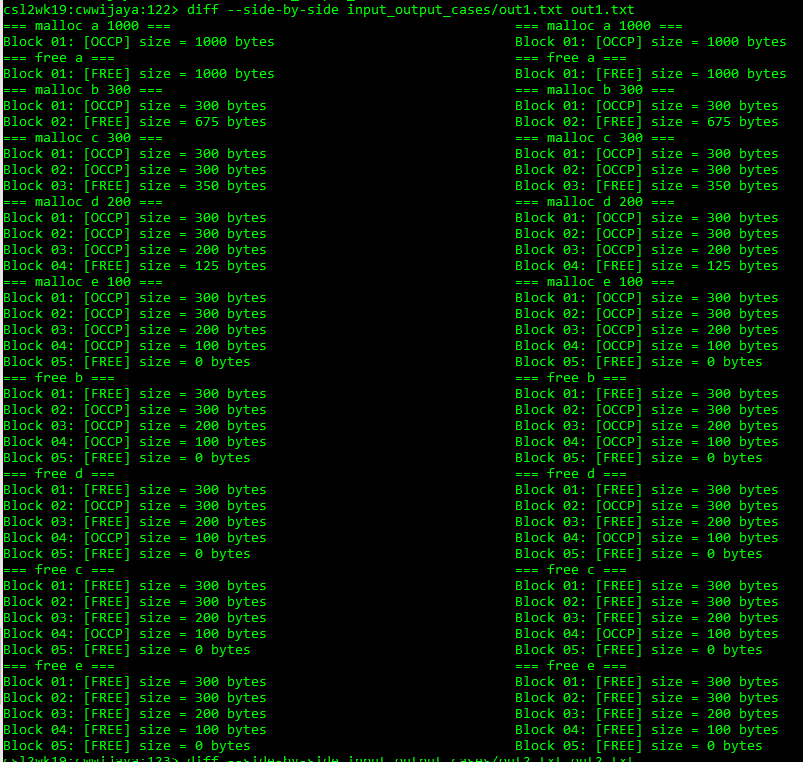 csl2wk19:cwwijaya:122> diff --side-by-side input_output_cases/out1.txt out1.txt
=== malloc a 1000 === === malloc a 1000 ===
Block 01: [OCCP] size = 1000 bytes Block 01: [OCCP] size = 1000 bytes
=== free a === === free a ===
Block 01: [FREE] size = 1000 bytes Block 01: [FREE] size = 1000 bytes
=== malloc b 300 === === malloc b 300 ===
Block 01: [OCCP] size = 300 bytes Block 01: [OCCP] size = 300 bytes
Block 02: [FREE] size = 675 bytes Block 02: [FREE] size = 675 bytes
=== malloc c 300 === === malloc c 300 ===
Block 01: [OCCP] size = 300 bytes Block 01: [OCCP] size = 300 bytes
Block 02: [OCCP] size = 300 bytes Block 02: [OCCP] size = 300 bytes
Block 03: [FREE] size = 350 bytes Block 03: [FREE] size = 350 bytes
=== malloc d 200 === === malloc d 200 ===
Block 01: [OCCP] size = 300 bytes Block 01: [OCCP] size = 300 bytes
Block 02: [OCCP] size = 300 bytes Block 02: [OCCP] size = 300 bytes
Block 03: [OCCP] size = 200 bytes Block 03: [OCCP] size = 200 bytes
Block 04: [FREE] size = 125 bytes Block 04: [FREE] size = 125 bytes
=== malloc e 100 === === malloc e 100 ===
Block 01: [OCCP] size = 300 bytes Block 01: [OCCP] size = 300 bytes
Block 02: [OCCP] size = 300 bytes Block 02: [OCCP] size = 300 bytes
Block 03: [OCCP] size = 200 bytes Block 03: [OCCP] size = 200 bytes
Block 04: [OCCP] size = 100 bytes Block 04: [OCCP] size = 100 bytes
Block 05: [FREE] size = 0 bytes Block 05: [FREE] size = 0 bytes
=== free b === === free b ===
Block 01: [FREE] size = 300 bytes Block 01: [FREE] size = 300 bytes
Block 02: [OCCP] size = 300 bytes Block 02: [OCCP] size = 300 bytes
Block 03: [OCCP] size = 200 bytes Block 03: [OCCP] size = 200 bytes
Block 04: [OCCP] size = 100 bytes Block 04: [OCCP] size = 100 bytes
Block 05: [FREE] size = 0 bytes Block 05: [FREE] size = 0 bytes
=== free d === === free d ===
Block 01: [FREE] size = 300 bytes Block 01: [FREE] size = 300 bytes
Block 02: [OCCP] size = 300 bytes Block 02: [OCCP] size = 300 bytes
Block 03: [FREE] size = 200 bytes Block 03: [FREE] size = 200 bytes
Block 04: [OCCP] size = 100 bytes Block 04: [OCCP] size = 100 bytes
Block 05: [FREE] size = 0 bytes Block 05: [FREE] size = 0 bytes
=== free c === === free c ===
Block 01: [FREE] size = 300 bytes Block 01: [FREE] size = 300 bytes
Block 02: [FREE] size = 300 bytes Block 02: [FREE] size = 300 bytes
Block 03: [FREE] size = 200 bytes Block 03: [FREE] size = 200 bytes
Block 04: [OCCP] size = 100 bytes Block 04: [OCCP] size = 100 bytes
Block 05: [FREE] size = 0 bytes Block 05: [FREE] size = 0 bytes
=== free e === === free e ===
Block 01: [FREE] size = 300 bytes Block 01: [FREE] size = 300 bytes
Block 02: [FREE] size = 300 bytes Block 02: [FREE] size = 300 bytes
Block 03: [FREE] size = 200 bytes Block 03: [FREE] size = 200 bytes
Block 04: [FREE] size = 100 bytes Block 04: [FREE] size = 100 bytes
Block 05: [FREE] size = 0 bytes Block 05: [FREE] size = 0 bytes
csl2wk19:cwwijaya:123> diff --side-by-side input_output_cases/out2.txt out2.txt